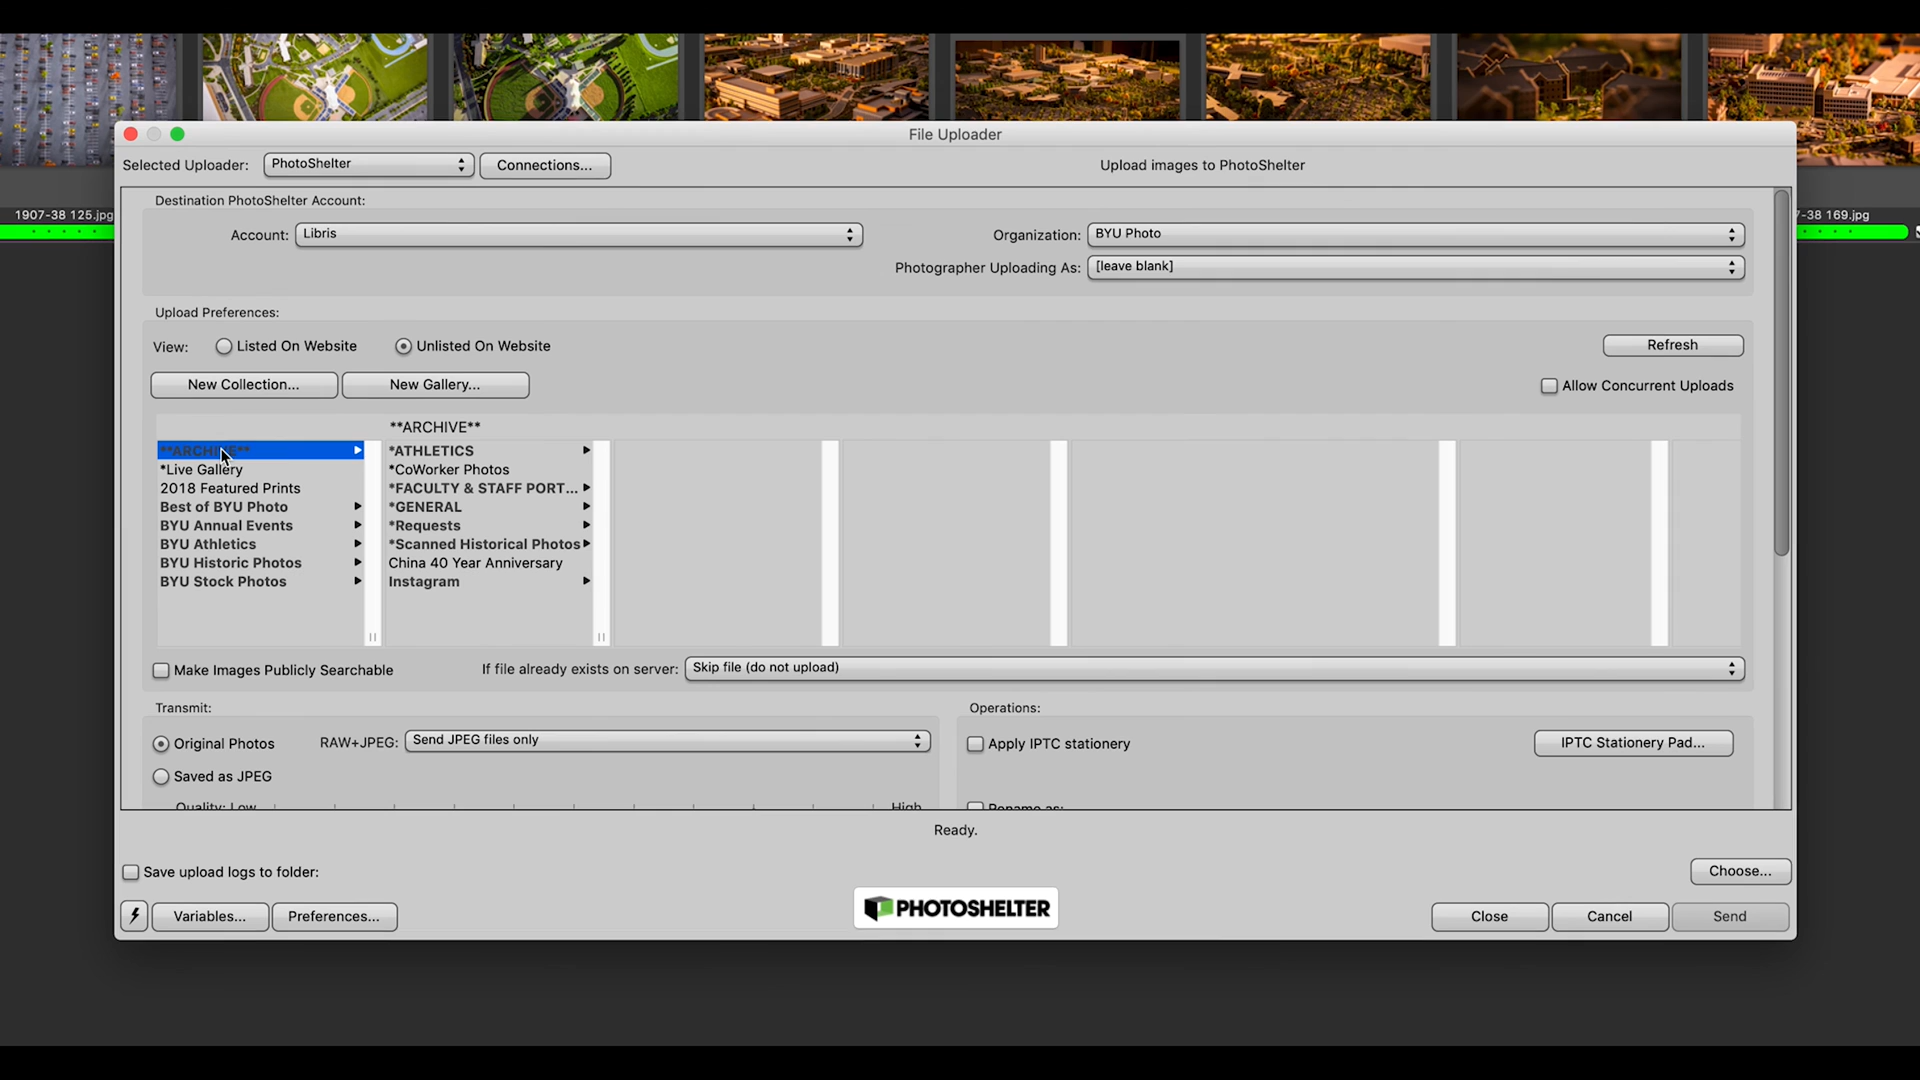 File Uploader
Selected Uploader: PhotoShelter Connections... Upload images to PhotoShelter
Destination PhotoShelter Account:
1907-38 125.jpg
-38 169.jpg
Account: Libris Organization: BYU Photo
Photographer Uploading As: [leave blank]
Upload Preferences:
View: Listed On Website Unlisted On Website Refresh
New Collection... New Gallery... Allow Concurrent Uploads
**ARCHIVE**
**ARCHIVE** *ATHLETICS
*Live Gallery *CoWorker Photos
2018 Featured Prints *FACULTY & STAFF PORT...
Best of BYU Photo *GENERAL
BYU Annual Events *Requests
BYU Athletics *Scanned Historical Photos
BYU Historic Photos China 40 Year Anniversary
BYU Stock Photos Instagram
Make Images Publicly Searchable If file already exists on server: Skip file (do not upload)
Transmit: Operations:
Original Photos RAW+JPEG: Send JPEG files only Apply IPTC stationery IPTC Stationery Pad...
Saved as JPEG
Quality: Low High Rename as:
Ready.
Save upload logs to folder: Choose...
Variables... Preferences... PHOTOSHELTER Close Cancel Send